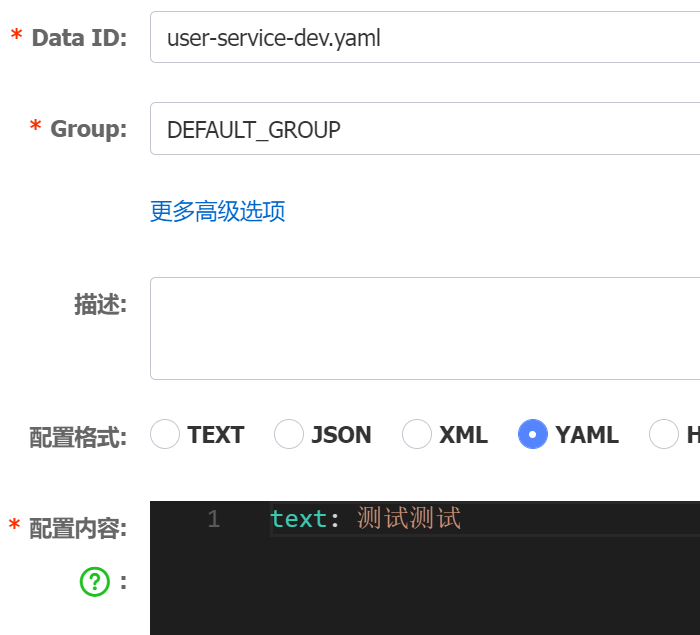 * Data ID: user-service-dev.yaml
* Group: DEFAULT_GROUP
更多高级选项
描述:
配置格式: TEXT JSON XML YAML H
* 配置内容: 1 text: 测试测试
? :